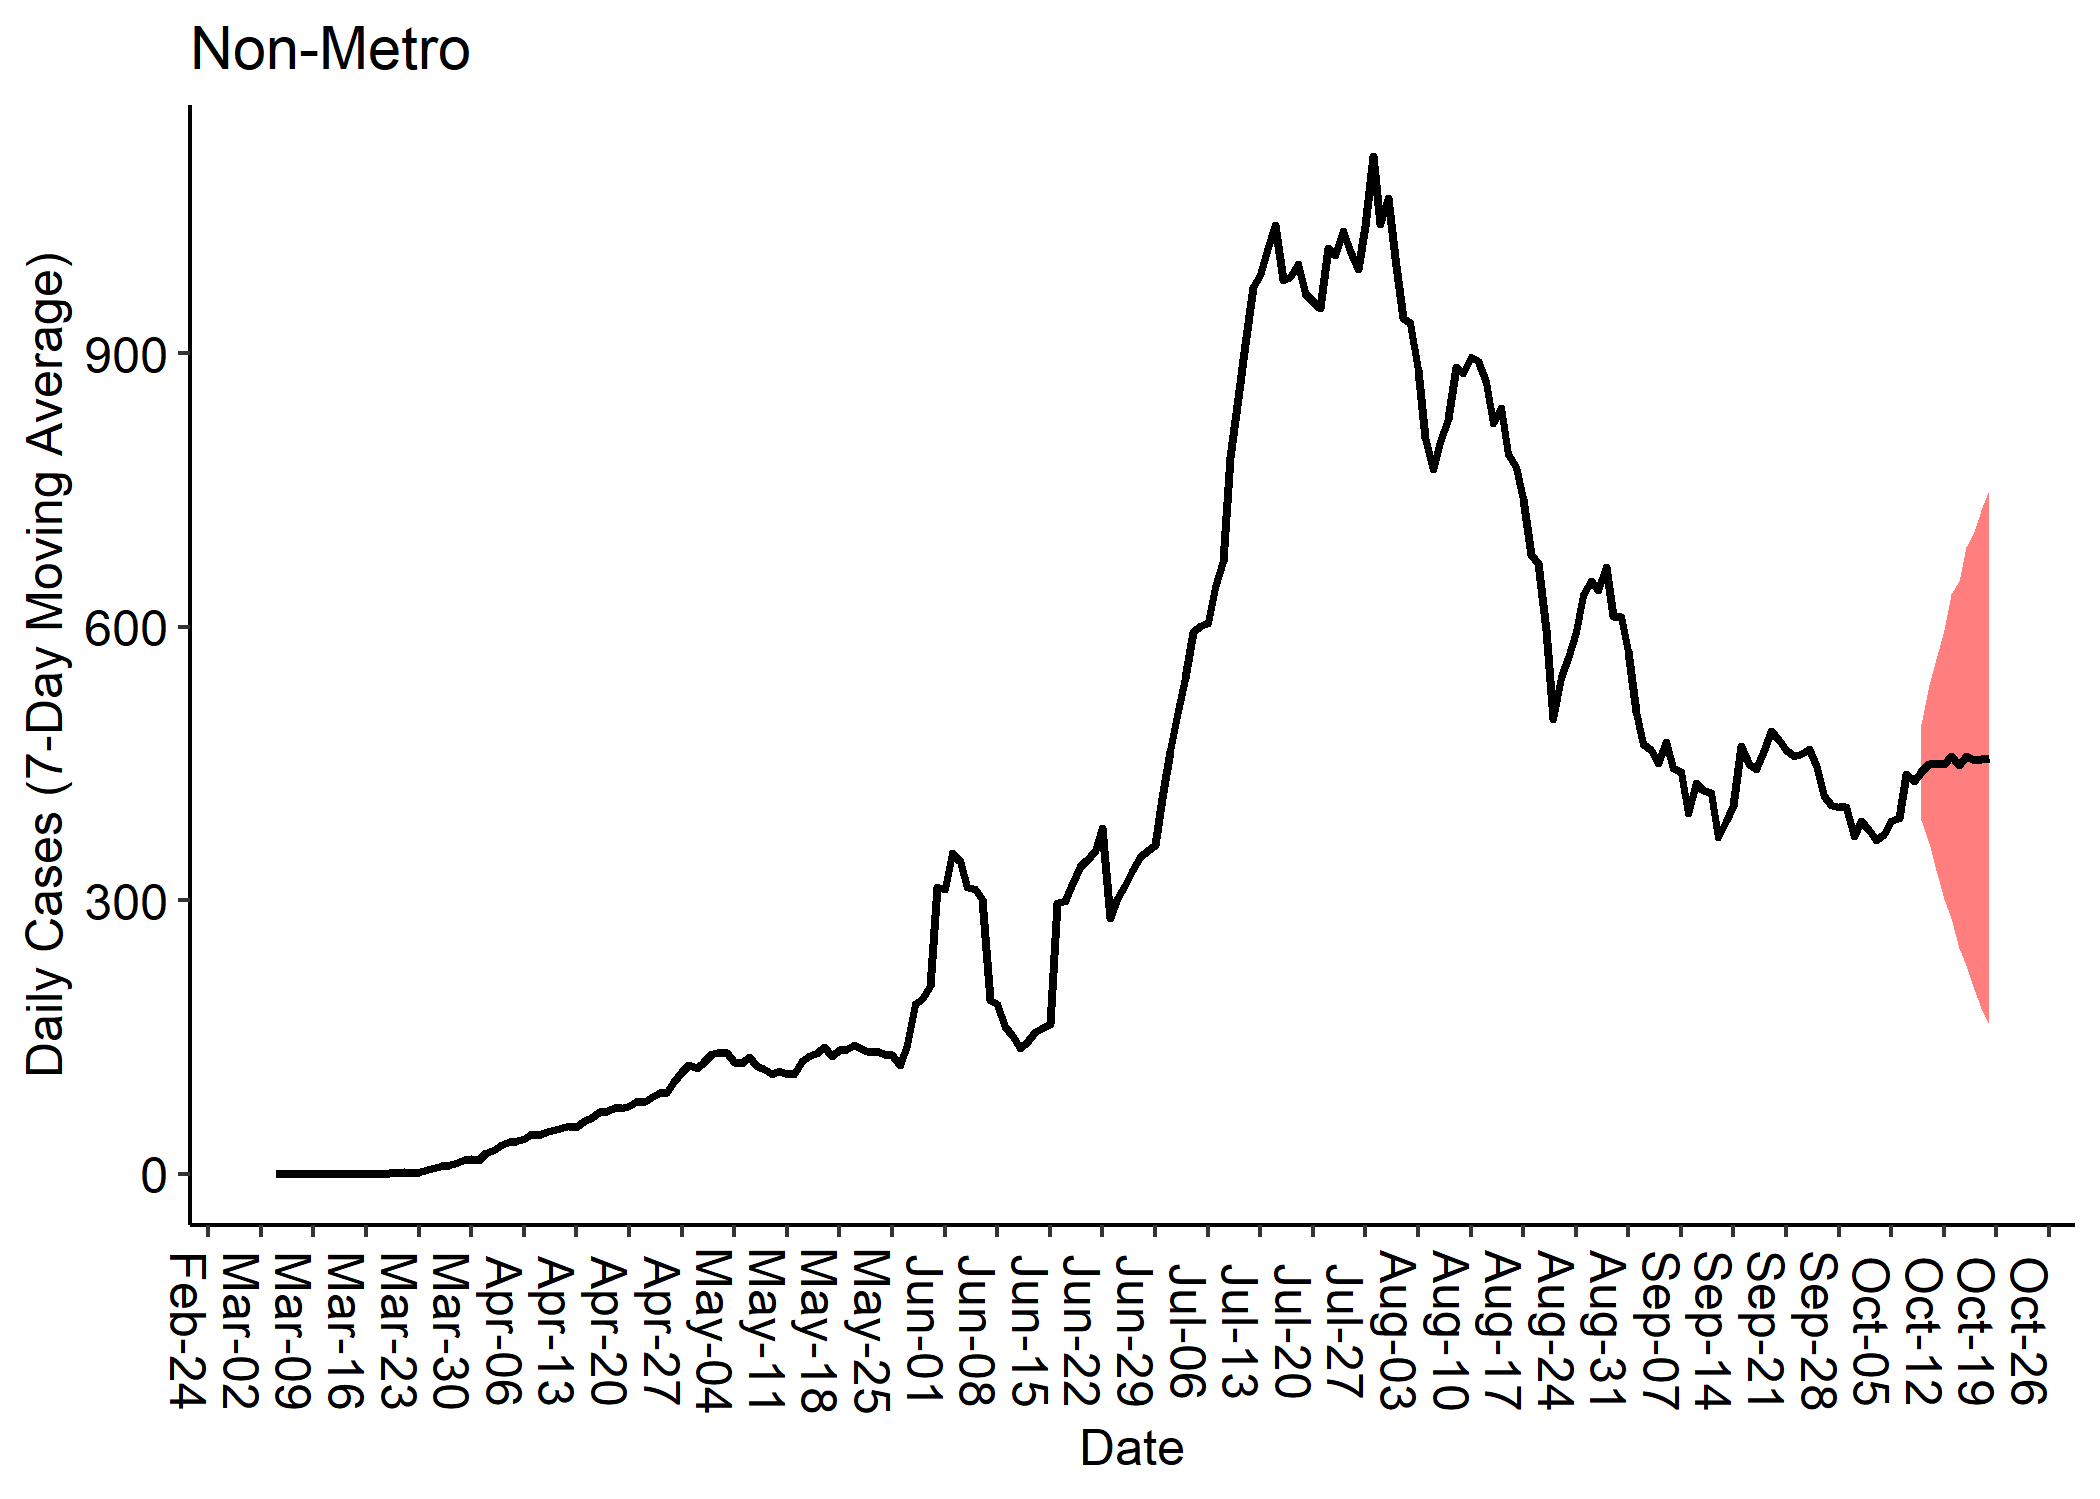 Non-Metro
Daily Cases (7-Day Moving Average)
900
600
300
0
Feb-24
Mar-02
Mar-09
Mar-16
Mar-23
Mar-30
Apr-06
Apr-13
Apr-20
Apr-27
May-04
May-11
May-18
May-25
Jun-01
Jun-08
Jun-15
Jun-22
Jun-29
Jul-06
Jul-13
Jul-20
Jul-27
Aug-03
Aug-10
Aug-17
Aug-24
Aug-31
Sep-07
Sep-14
Sep-21
Sep-28
Oct-05
Oct-12
Oct-19
Oct-26
Date